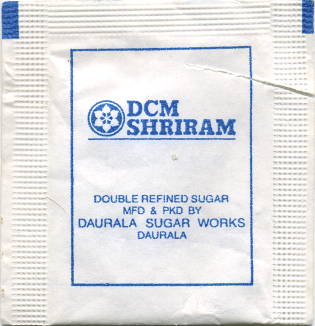 DCM
SHRIRAM
DOUBLE REFINED SUGAR
MFD & PKD BY
DAURALA SUGAR WORKS
DAURALA